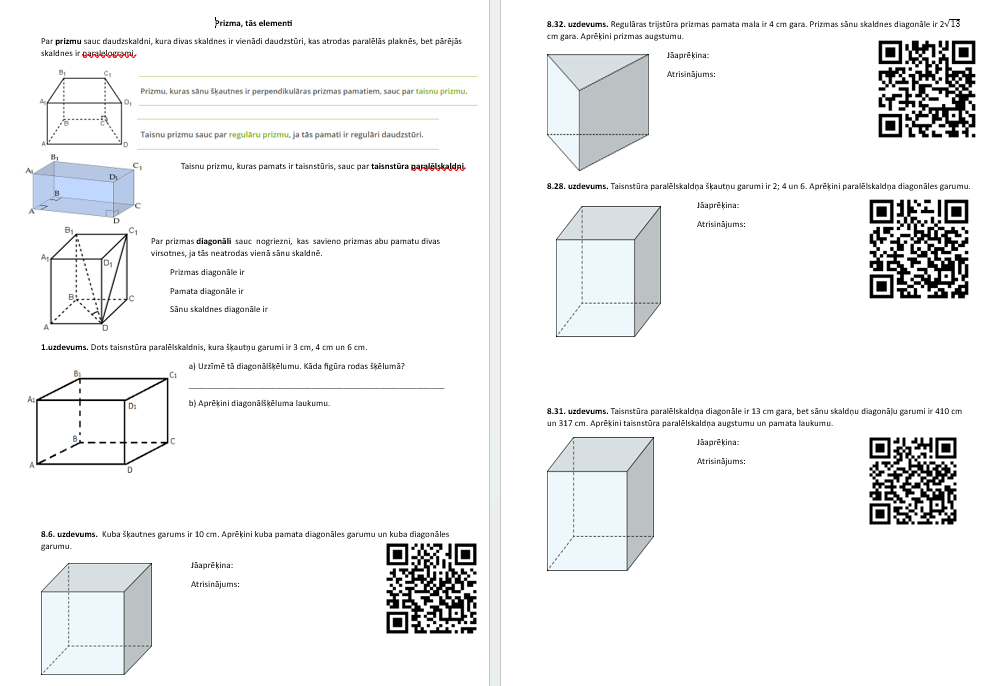 Prizma, tās elementi
Par prizmu sauc daudzskaldni, kura divas skaldnes ir vienādi daudzstūri, kas atrodas paralēlās plaknēs, bet pārējās
skaldnes ir paralelogrami.
B1 C1
A1 D1
B C
A D
Prizmu, kuras sānu šķautnes ir perpendikulāras prizmas pamatiem, sauc par taisnu prizmu.
Taisnu prizmu sauc par regulāru prizmu, ja tās pamati ir regulāri daudzstūri.
B1 C1
A1 D1
B
A C
D
Taisnu prizmu, kuras pamats ir taisnstūris, sauc par taisnstūra paralēlskaldni.
B1 C1
A1 D1
B C
A D
Par prizmas diagonāli sauc nogriezni, kas savieno prizmas abu pamatu divas
virsotnes, ja tās neatrodas vienā sānu skaldnē.
Prizmas diagonāle ir
Pamata diagonāle ir
Sānu skaldnes diagonāle ir
1.uzdevums. Dots taisnstūra paralēlskaldnis, kura šķautņu garumi ir 3 cm, 4 cm un 6 cm.
B1 C1
A1 D1
B C
A D
a) Uzzīmē tā diagonālšķēlumu. Kāda figūra rodas šķēlumā?
b) Aprēķini diagonālšķēluma laukumu.
8.6. uzdevums. Kuba šķautnes garums ir 10 cm. Aprēķini kuba pamata diagonāles garumu un kuba diagonāles
garumu.
Jāaprēķina:
Atrisinājums:
8.32. uzdevums. Regulāras trijstūra prizmas pamata mala ir 4 cm gara. Prizmas sānu skaldnes diagonāle ir 2√13
cm gara. Aprēķini prizmas augstumu.
Jāaprēķina:
Atrisinājums:
8.28. uzdevums. Taisnstūra paralēlskaldņa šķautņu garumi ir 2; 4 un 6. Aprēķini paralēlskaldņa diagonāles garumu.
Jāaprēķina:
Atrisinājums:
8.31. uzdevums. Taisnstūra paralēlskaldņa diagonāle ir 13 cm gara, bet sānu skaldņu diagonāļu garumi ir 410 cm
un 317 cm. Aprēķini taisnstūra paralēlskaldņa augstumu un pamata laukumu.
Jāaprēķina:
Atrisinājums: